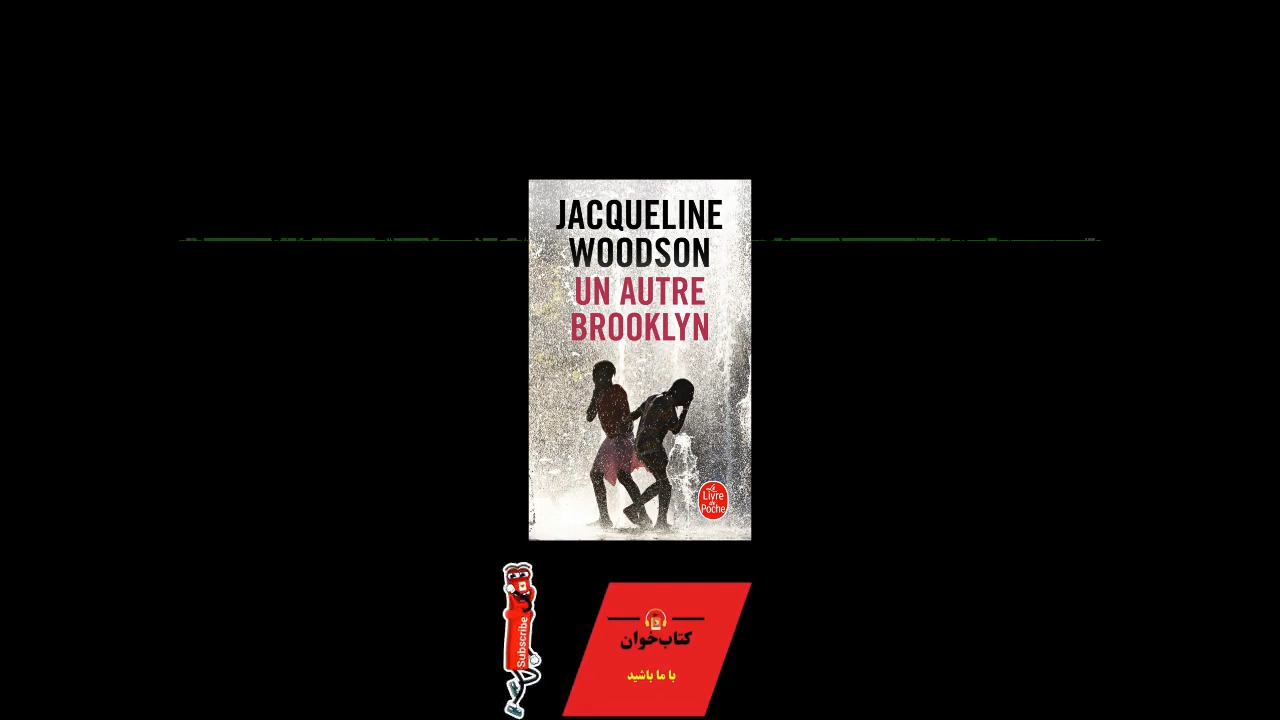 JACQUELINE
WOODSON
UN AUTRE
BROOKLYN
Le
Livre
de
Poche
Subscribe
کتاب‌خوان
با ما باشید